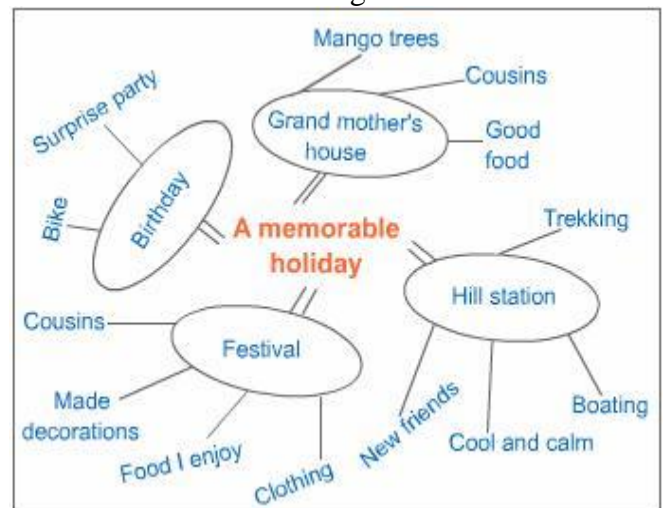 Mango trees
Cousins
Grand mother's
house
Good
food
Surprise party
Bike
Birthday
A memorable
holiday
Trekking
Hill station
Boating
Cool and calm
New friends
Cousins
Festival
Made
decorations
Food I enjoy
Clothing